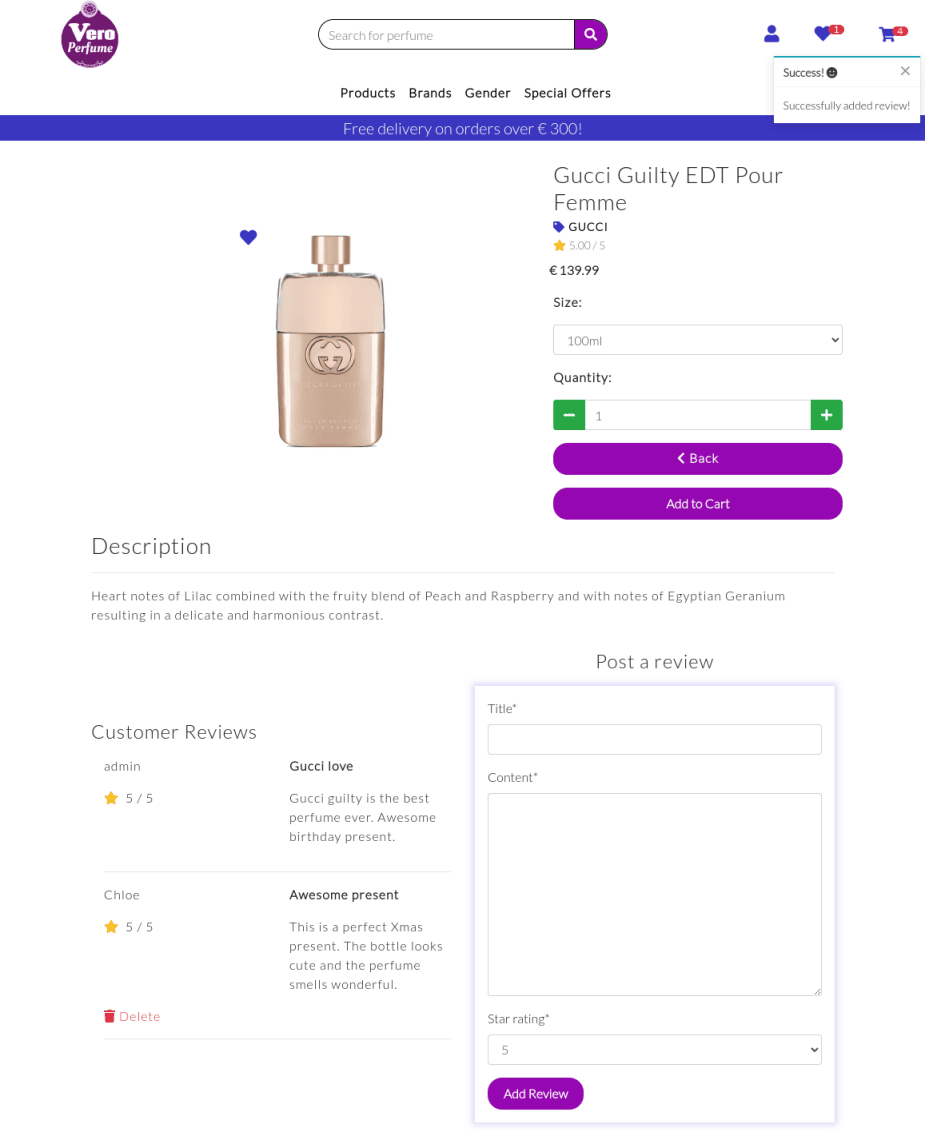 Vero
Perfume
Search for perfume
1
4
Success!
×
Successfully added review!
Products Brands Gender Special Offers
Free delivery on orders over € 300!
Gucci Guilty EDT Pour
Femme
GUCCI
5.00 / 5
€ 139.99
Size:
100ml
Quantity:
1
Back
Add to Cart
Description
Heart notes of Lilac combined with the fruity blend of Peach and Raspberry and with notes of Egyptian Geranium
resulting in a delicate and harmonious contrast.
Customer Reviews
admin
Gucci love
5 / 5
Gucci guilty is the best
perfume ever. Awesome
birthday present.
Chloe
Awesome present
5 / 5
This is a perfect Xmas
present. The bottle looks
cute and the perfume
smells wonderful.
Delete
Post a review
Title*
Content*
Star rating*
5
Add Review